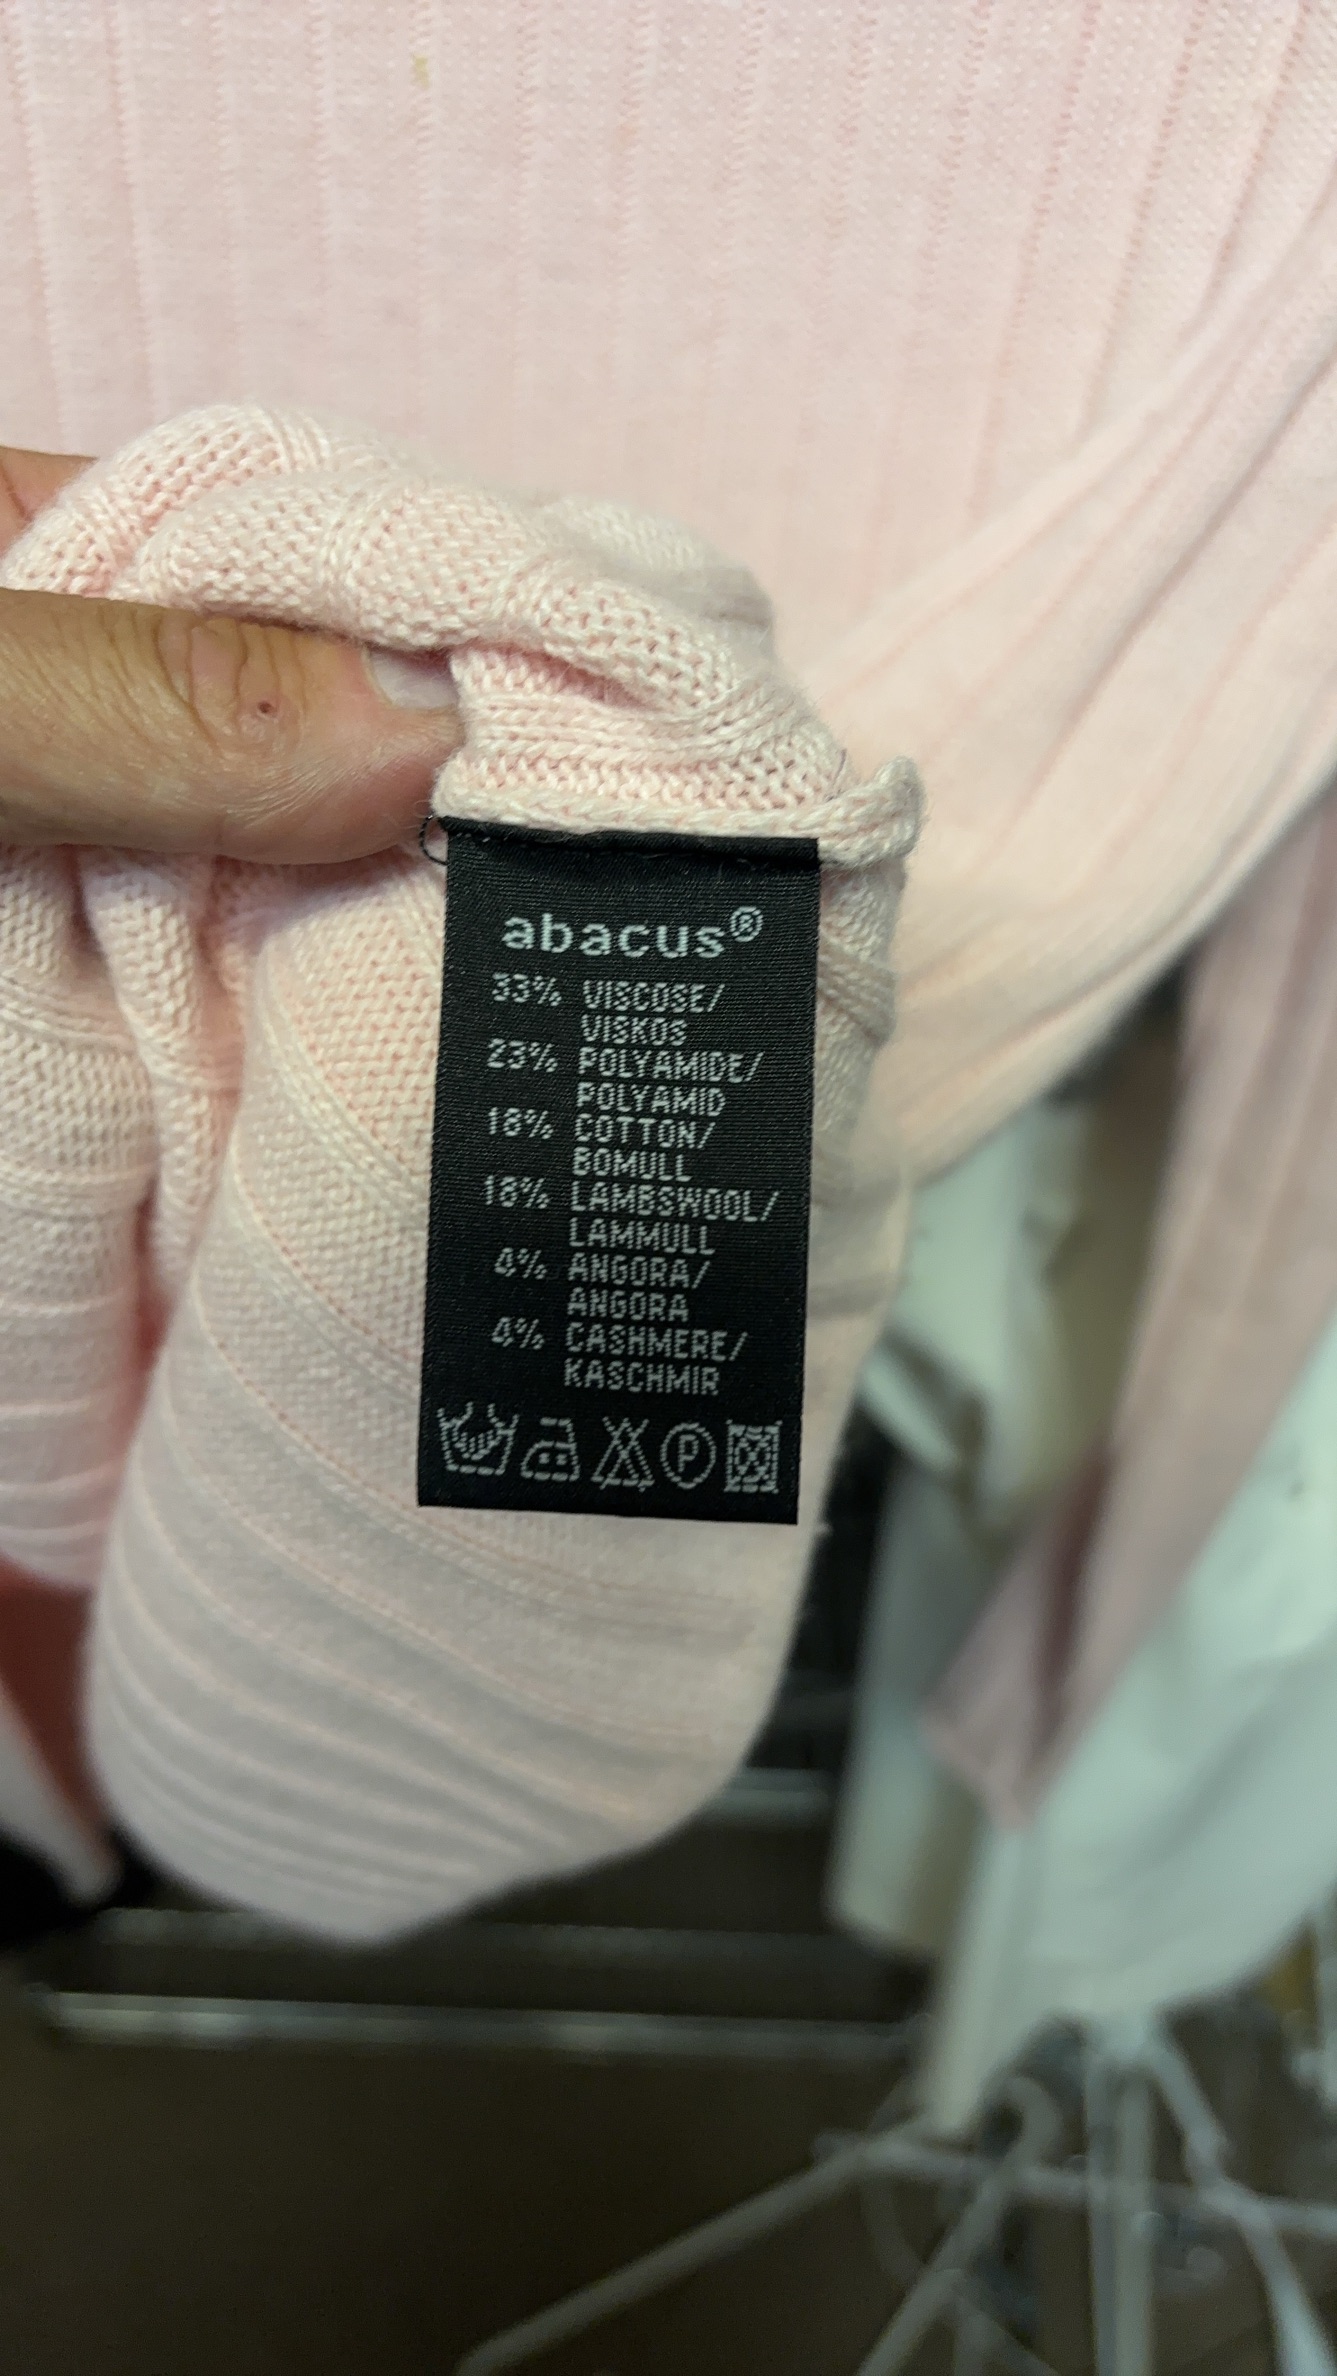 abacus®
33% VISCOSE/
VISKOS
23% POLYAMIDE/
POLYAMID
18% COTTON/
BOMULL
18% LAMBSWOOL/
LAMMULL
4% ANGORA/
ANGORA
4% CASHMERE/
KASCHMIR
P